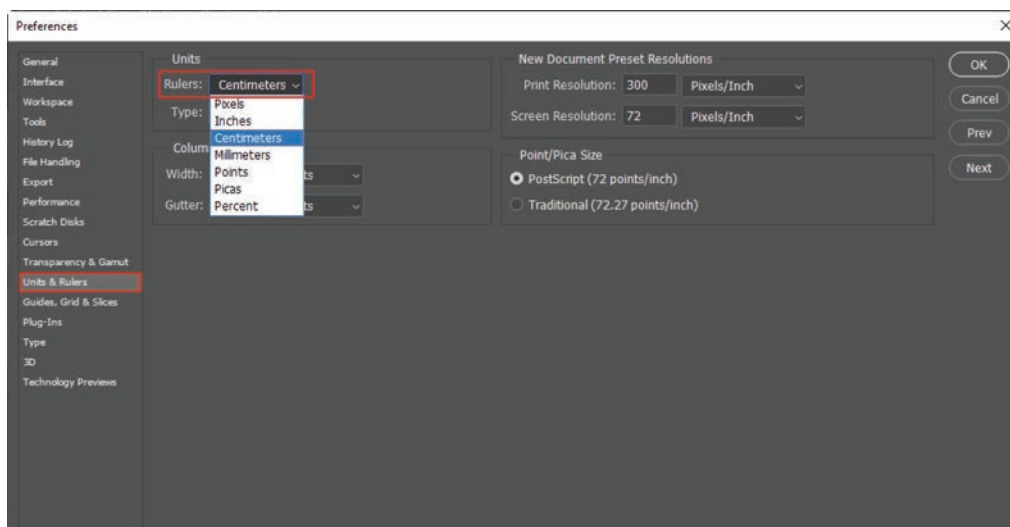 Preferences
General
Interface
Workspace
Tools
History Log
File Handling
Export
Performance
Scratch Disks
Cursors
Transparency & Gamut
Units & Rulers
Guides, Grid & Slices
Plug-Ins
Type
3D
Technology Previews
Units
Rulers: Centimeters
Type:
Pixels
Inches
Centimeters
Millimeters
Points
Picas
Percent
Colum
Width: ts
Gutter: ts
New Document Preset Resolutions
Print Resolution: 300 Pixels/Inch
Screen Resolution: 72 Pixels/Inch
Point/Pica Size
PostScript (72 points/inch)
Traditional (72.27 points/inch)
OK
Cancel
Prev
Next